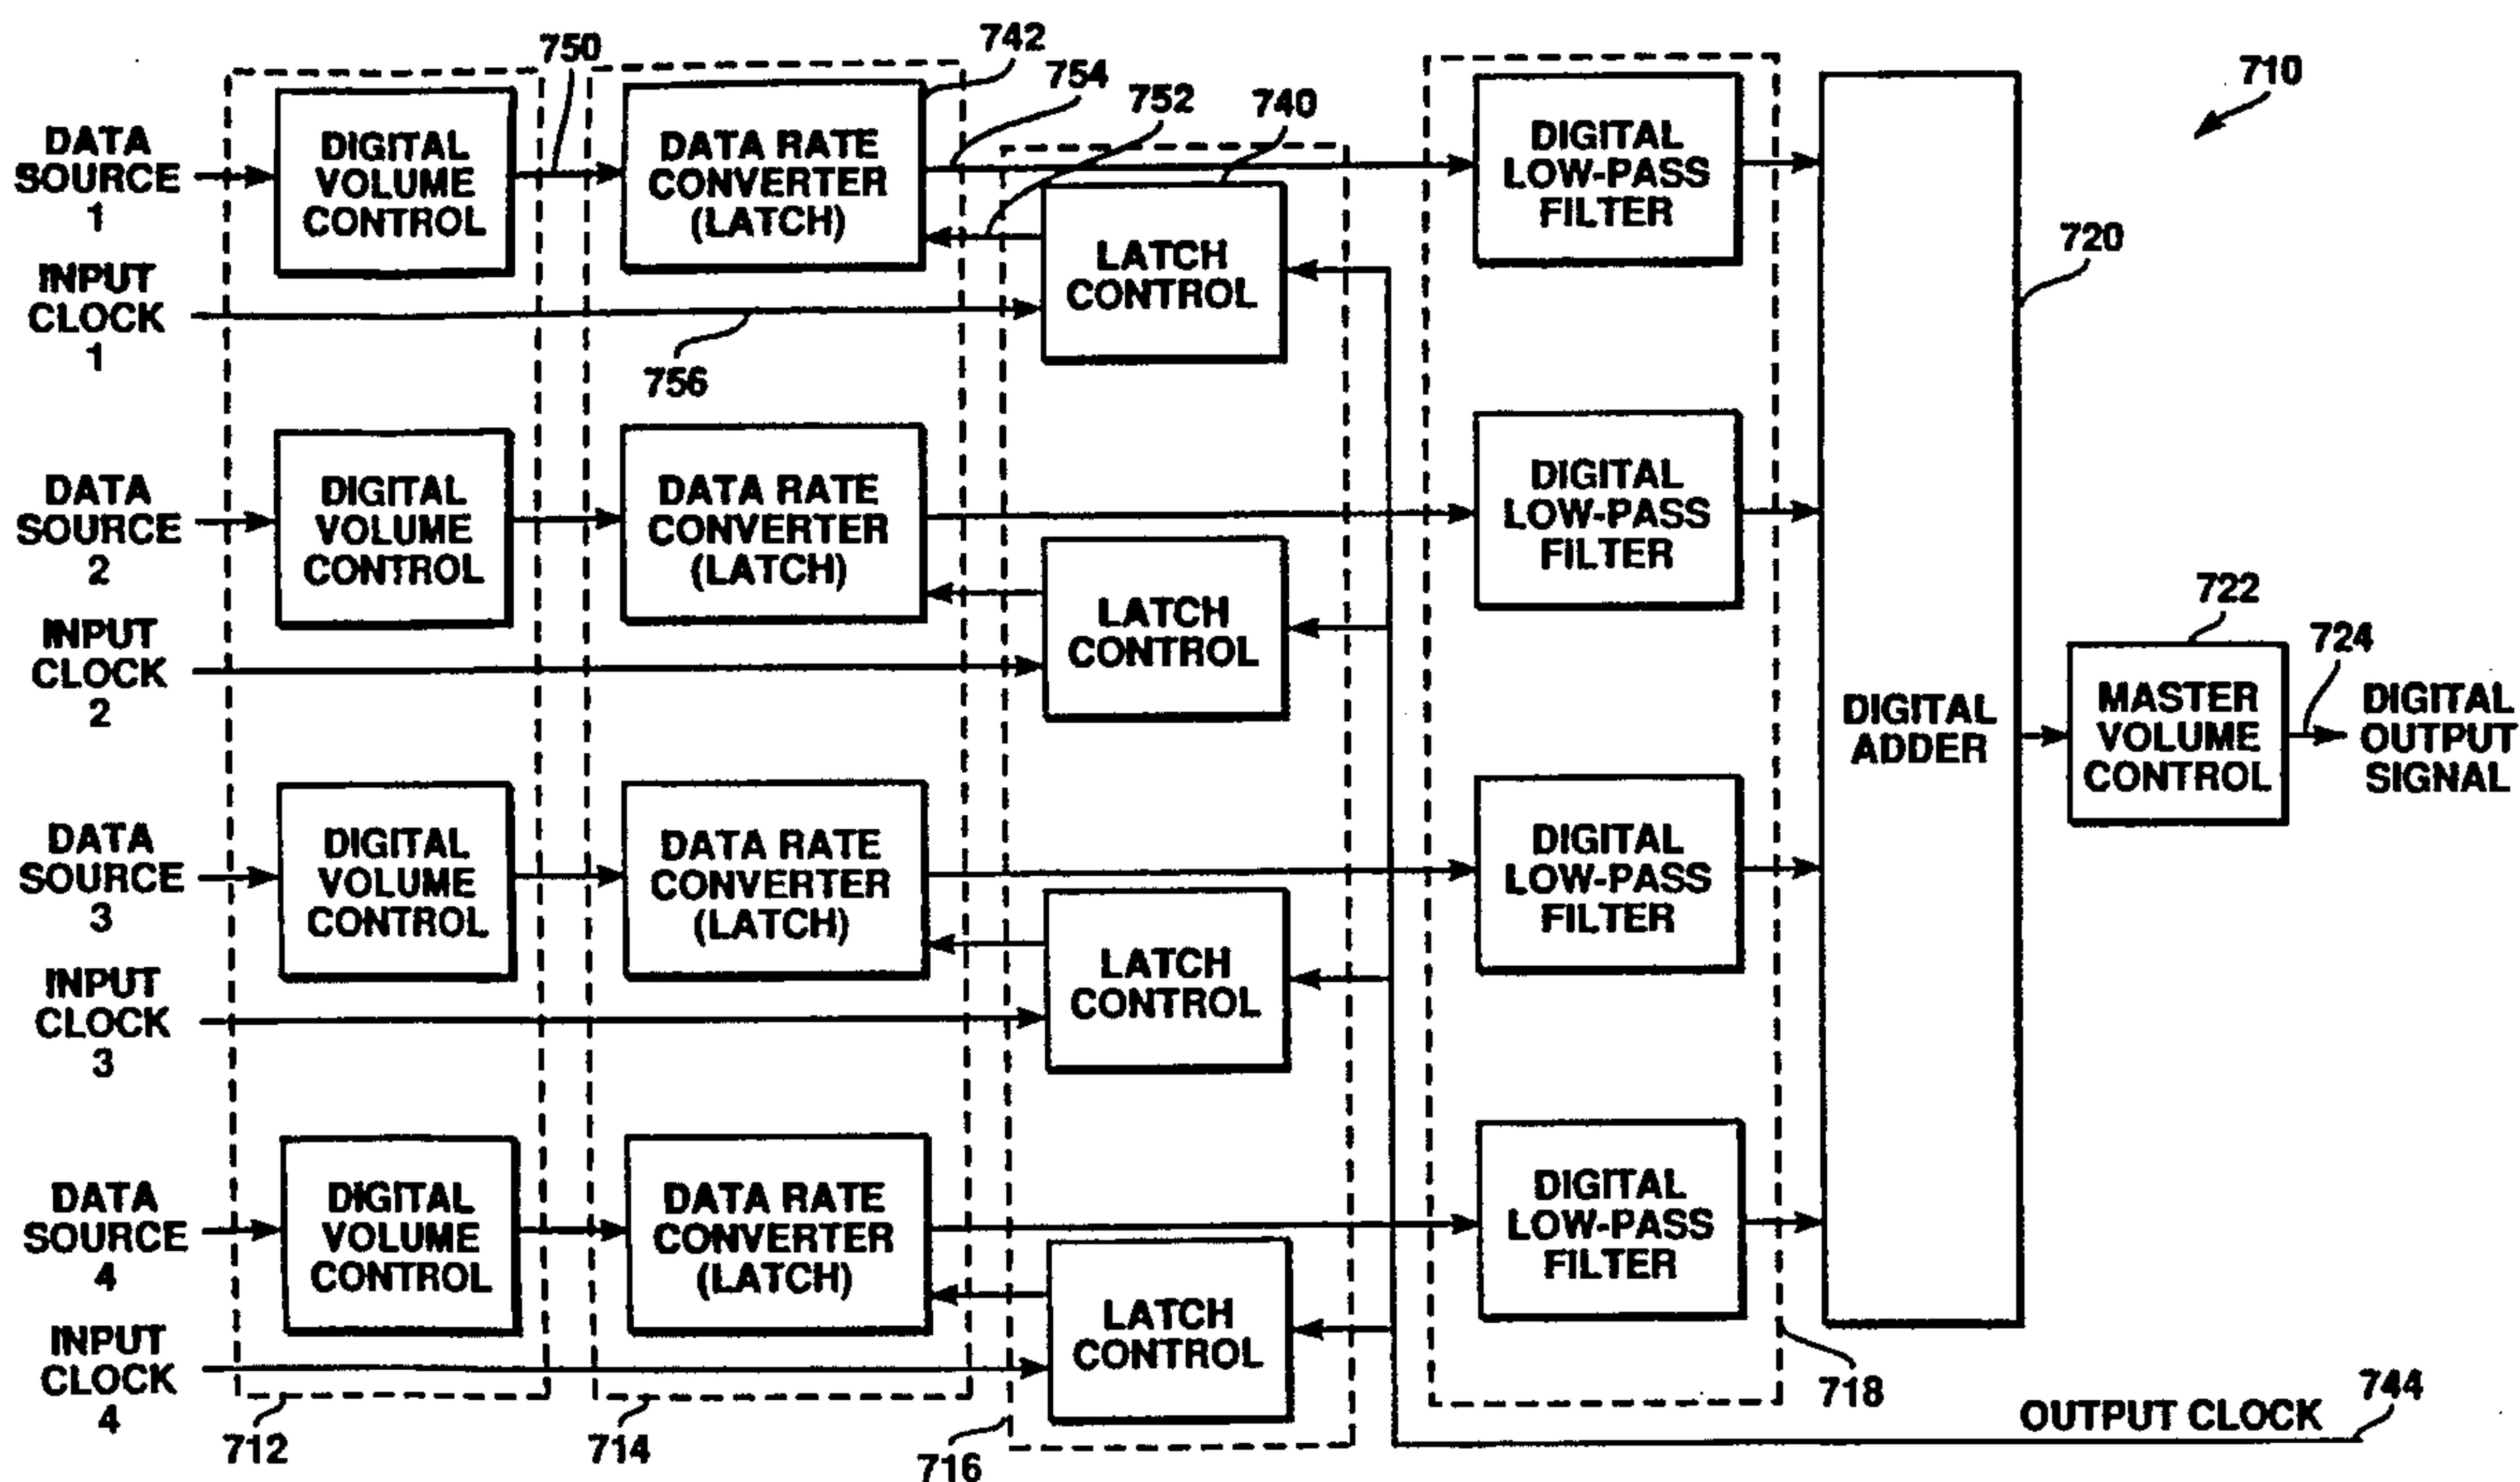 750
742
754
752
740
710
DATA
SOURCE
1
DIGITAL
VOLUME
CONTROL
DATA RATE
CONVERTER
(LATCH)
DIGITAL
LOW-PASS
FILTER
720
INPUT
CLOCK
1
LATCH
CONTROL
756
DATA
SOURCE
2
DIGITAL
VOLUME
CONTROL
DATA RATE
CONVERTER
(LATCH)
DIGITAL
LOW-PASS
FILTER
INPUT
CLOCK
2
LATCH
CONTROL
722
724
DIGITAL
ADDER
MASTER
VOLUME
CONTROL
DIGITAL
OUTPUT
SIGNAL
DATA
SOURCE
3
DIGITAL
VOLUME
CONTROL
DATA RATE
CONVERTER
(LATCH)
DIGITAL
LOW-PASS
FILTER
INPUT
CLOCK
3
LATCH
CONTROL
DATA
SOURCE
4
DIGITAL
VOLUME
CONTROL
DATA RATE
CONVERTER
(LATCH)
DIGITAL
LOW-PASS
FILTER
INPUT
CLOCK
4
LATCH
CONTROL
712
714
716
718
OUTPUT CLOCK
744